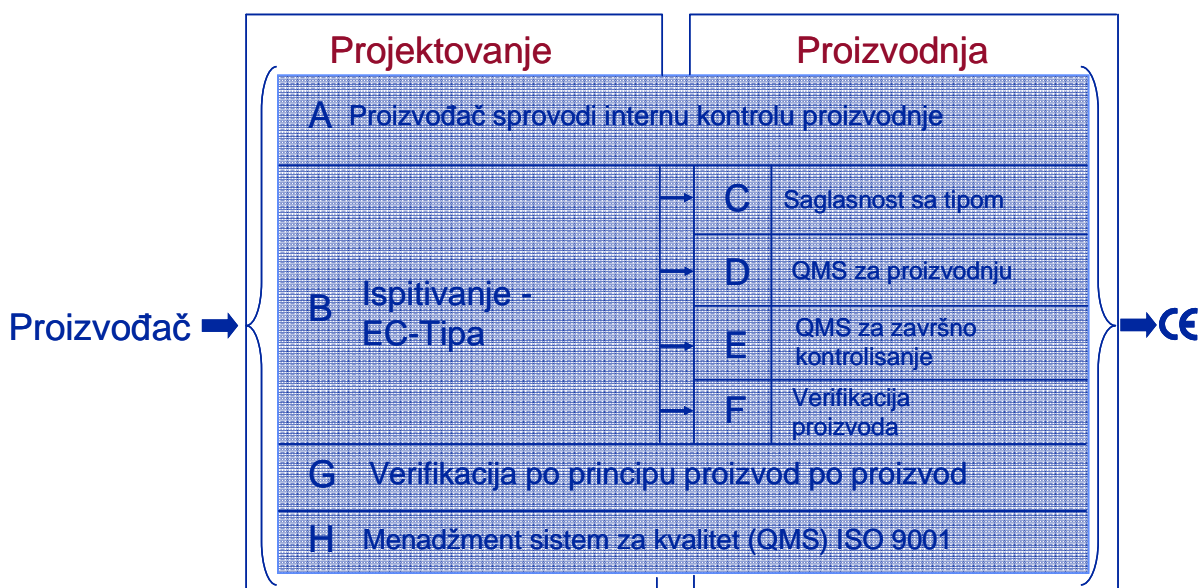 Projektovanje
Proizvodnja
A Proizvođač sprovodi internu kontrolu proizvodnje
C Saglasnost sa tipom
D QMS za proizvodnju
B Ispitivanje -
EC-Tipa
E QMS za završno
kontrolisanje
F Verifikacija
proizvoda
Proizvođač
CE
G Verifikacija po principu proizvod po proizvod
H Menadžment sistem za kvalitet (QMS) ISO 9001